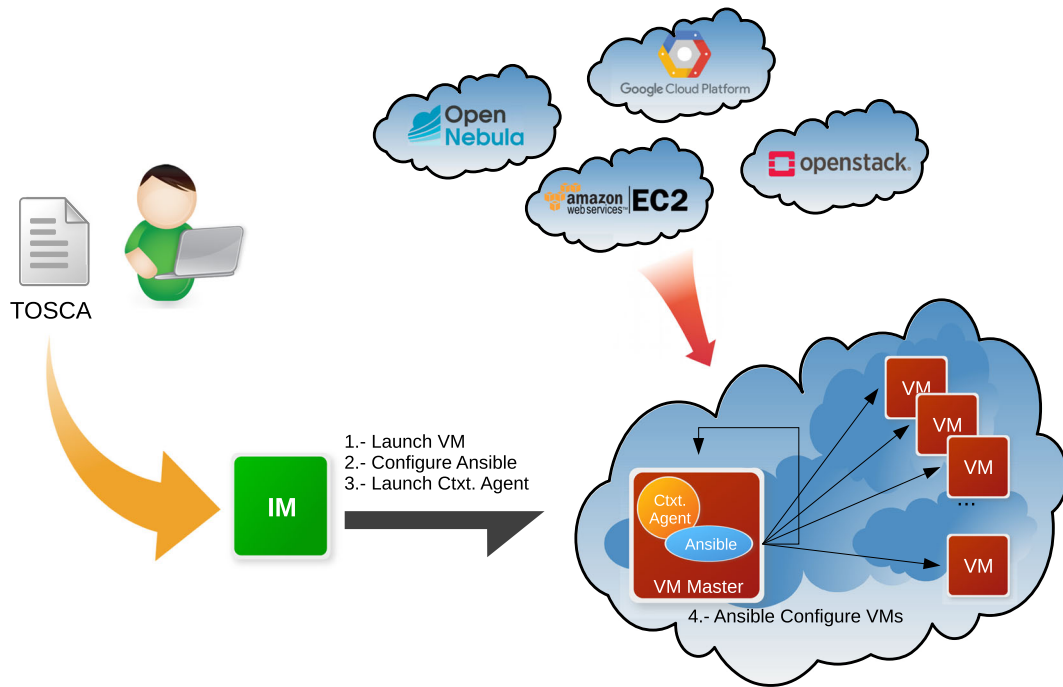 Google Cloud Platform
Open
Nebula
openstack.
amazon
web services™
EC2
TOSCA
1.- Launch VM
2.- Configure Ansible
3.- Launch Ctxt. Agent
IM
VM
VM
VM
...
VM
Ctxt.
Agent
Ansible
VM Master
4.- Ansible Configure VMs